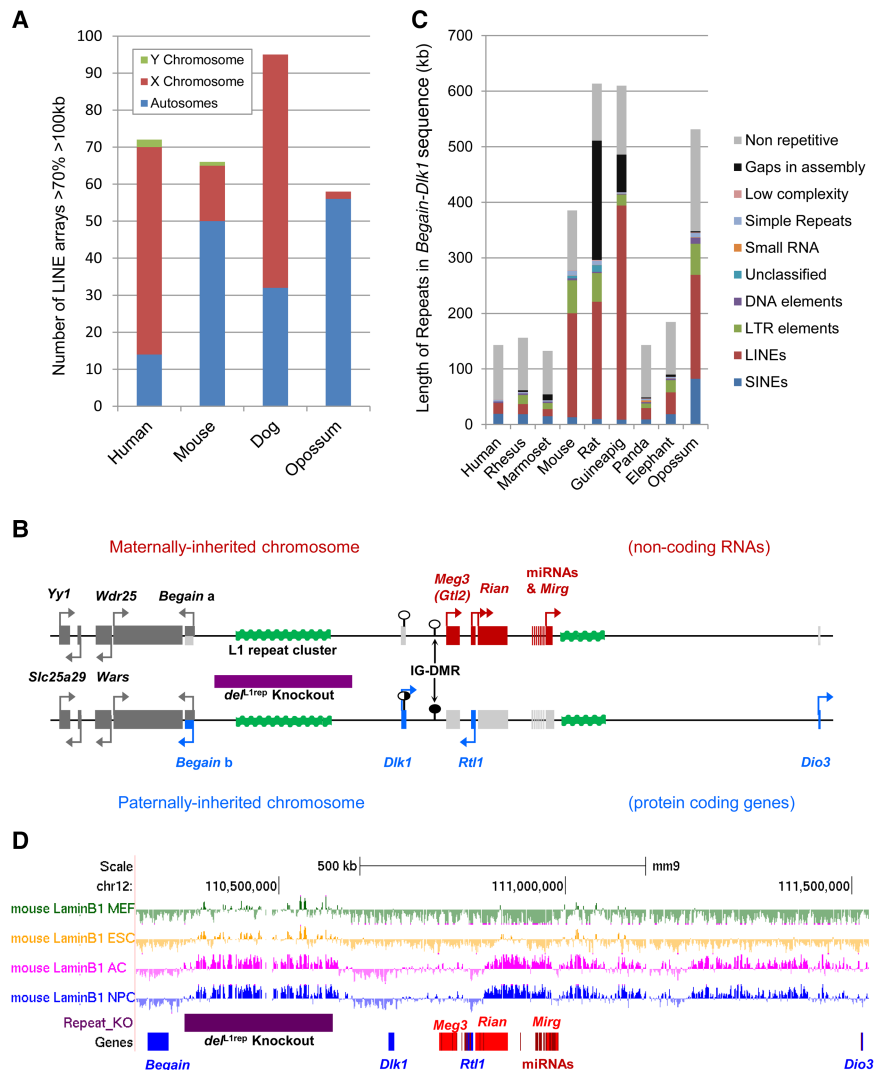 A
Number of LINE arrays >70% >100kb
100
90
80
70
60
50
40
30
20
10
0
Y Chromosome
X Chromosome
Autosomes
Human
Mouse
Dog
Opossum
C
Length of Repeats in Begain-Dlk1 sequence (kb)
700
600
500
400
300
200
100
0
Human
Rhesus
Marmoset
Mouse
Rat
Guineapig
Panda
Elephant
Opossum
Non repetitive
Gaps in assembly
Low complexity
Simple Repeats
Small RNA
Unclassified
DNA elements
LTR elements
LINEs
SINEs
B
Maternally-inherited chromosome (non-coding RNAs)
Yy1 Wdr25 Begain a
Meg3
(Gtl2)
Rian
miRNAs
& Mirg
L1 repeat cluster
IG-DMR
Slc25a29 Wars
delL1rep Knockout
Begain b Dlk1 Rtl1 Dio3
Paternally-inherited chromosome (protein coding genes)
D
Scale 500 kb mm9
chr12: 110,500,000 111,000,000 111,500,000
mouse LaminB1 MEF
mouse LaminB1 ESC
mouse LaminB1 AC
mouse LaminB1 NPC
Repeat_KO
Genes
delL1rep Knockout
Meg3 Rian Mirg
Begain Dlk1 Rtl1 miRNAs Dio3